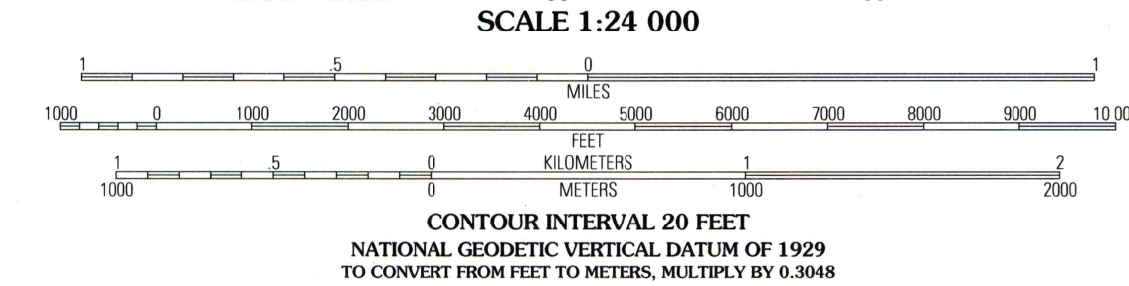 SCALE 1:24 000
1 .5 0 1
MILES
1000 0 1000 2000 3000 4000 5000 6000 7000 8000 9000 10 00
FEET
1 .5 0 KILOMETERS 1 2
1000 0 METERS 1000 2000
CONTOUR INTERVAL 20 FEET
NATIONAL GEODETIC VERTICAL DATUM OF 1929
TO CONVERT FROM FEET TO METERS, MULTIPLY BY 0.3048